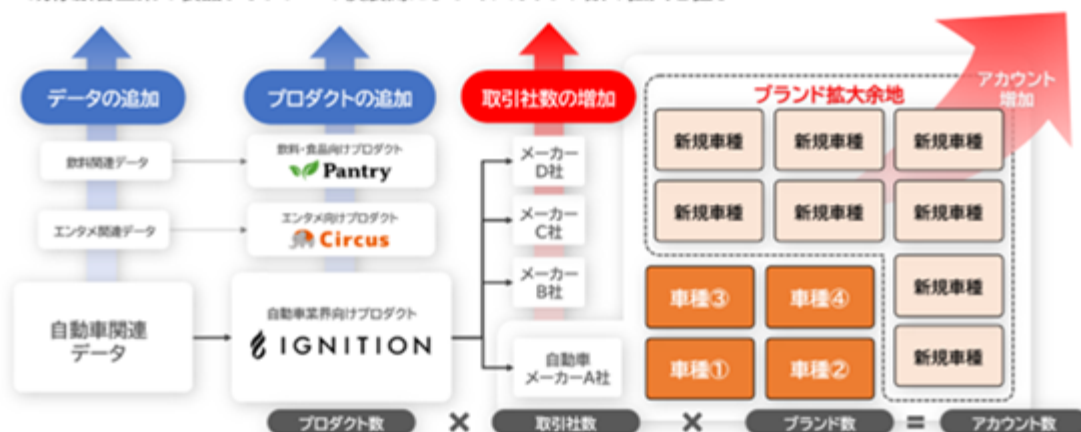 データの追加
プロダクトの追加
取引社数の増加
アカウント
増加
ブランド拡大余地
飲料関連データ
飲料・食品向けプロダクト
Pantry
メーカー
D社
新規車種
新規車種
新規車種
エンタメ関連データ
エンタメ向けプロダクト
Circus
メーカー
C社
新規車種
新規車種
新規車種
メーカー
B社
車種③
車種④
新規車種
自動車関連
データ
自動車業界向けプロダクト
IGNITION
自動車
メーカーA社
車種①
車種②
新規車種
プロダクト数 × 取引社数 × ブランド数 = アカウント数